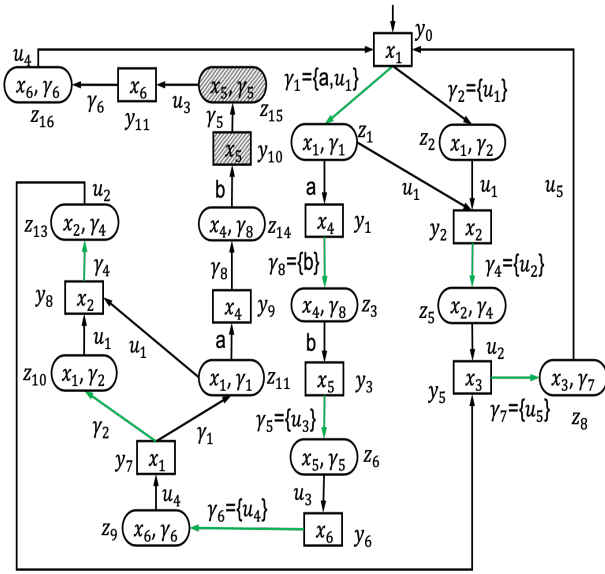 y₀
x₁
u₄
x₆, γ₆
z₁₆
γ₆
x₆
y₁₁
u₃
x₅, γ₅
z₁₅
γ₅
x₅
y₁₀
b
γ₁={a,u₁}
γ₂={u₁}
x₁, γ₁
z₁
z₂
x₁, γ₂
u₁
u₁
u₅
a
x₄
y₁
y₂
x₂
u₂
z₁₃
x₂, γ₄
x₄, γ₈
z₁₄
γ₈={b}
γ₄={u₂}
γ₄
γ₈
y₈
x₂
x₄
y₉
x₄, γ₈
z₃
z₅
x₂, γ₄
u₁
u₁
a
b
u₂
z₁₀
x₁, γ₂
x₁, γ₁
z₁₁
x₅
y₃
y₅
x₃
x₃, γ₇
z₈
γ₇={u₅}
γ₂
γ₁
γ₅={u₃}
y₇
x₁
x₅, γ₅
z₆
u₄
u₃
z₉
x₆, γ₆
γ₆={u₄}
x₆
y₆